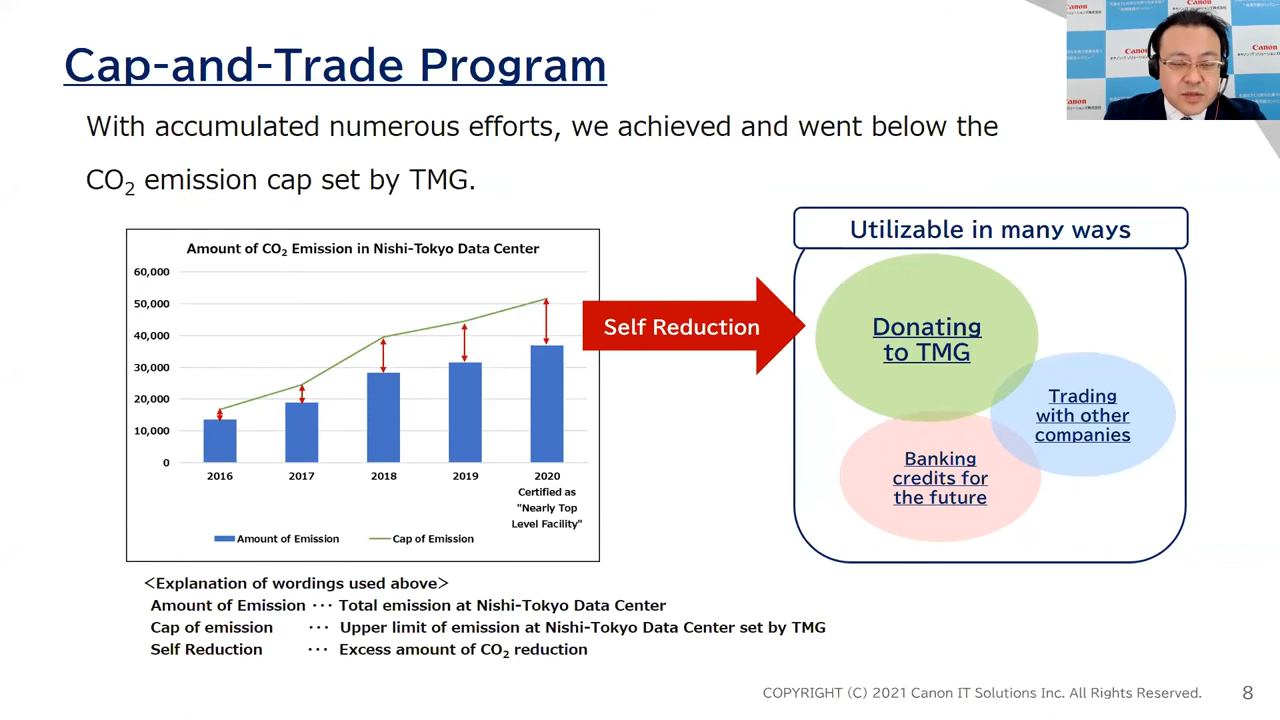 Cap-and-Trade Program
With accumulated numerous efforts, we achieved and went below the
CO₂ emission cap set by TMG.
Canon
Canon
Canon
Amount of CO₂ Emission in Nishi-Tokyo Data Center
60,000
50,000
40,000
30,000
20,000
10,000
0
2016
2017
2018
2019
2020
Certified as
"Nearly Top
Level Facility"
Amount of Emission
Cap of Emission
Self Reduction
Utilizable in many ways
Donating
to TMG
Trading
with other
companies
Banking
credits for
the future
<Explanation of wordings used above>
Amount of Emission ··· Total emission at Nishi-Tokyo Data Center
Cap of emission ··· Upper limit of emission at Nishi-Tokyo Data Center set by TMG
Self Reduction ··· Excess amount of CO₂ reduction
COPYRIGHT (C) 2021 Canon IT Solutions Inc. All Rights Reserved.
8